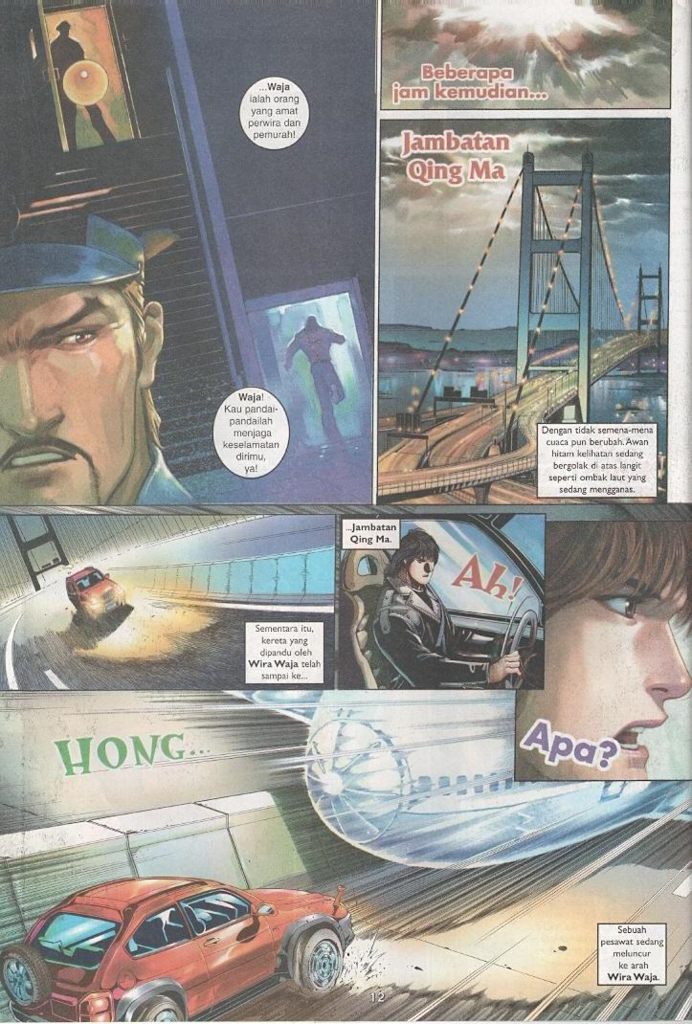 ...Waja
ialah orang
yang amat
perwira dan
pemurah!
Waja!
Kau pandai-
pandailah
menjaga
keselamatan
dirimu,
ya!
Beberapa
jam kemudian...
Jambatan
Qing Ma
Dengan tidak semena-mena
cuaca pun berubah. Awan
hitam kelihatan sedang
bergolak di atas langit
seperti ombak laut yang
sedang mengganas.
Sementara itu,
kereta yang
dipandu oleh
Wira Waja telah
sampai ke...
...Jambatan
Qing Ma.
Ah!
Apa?
HONG...
Sebuah
pesawat sedang
meluncur
ke arah
Wira Waja.
12